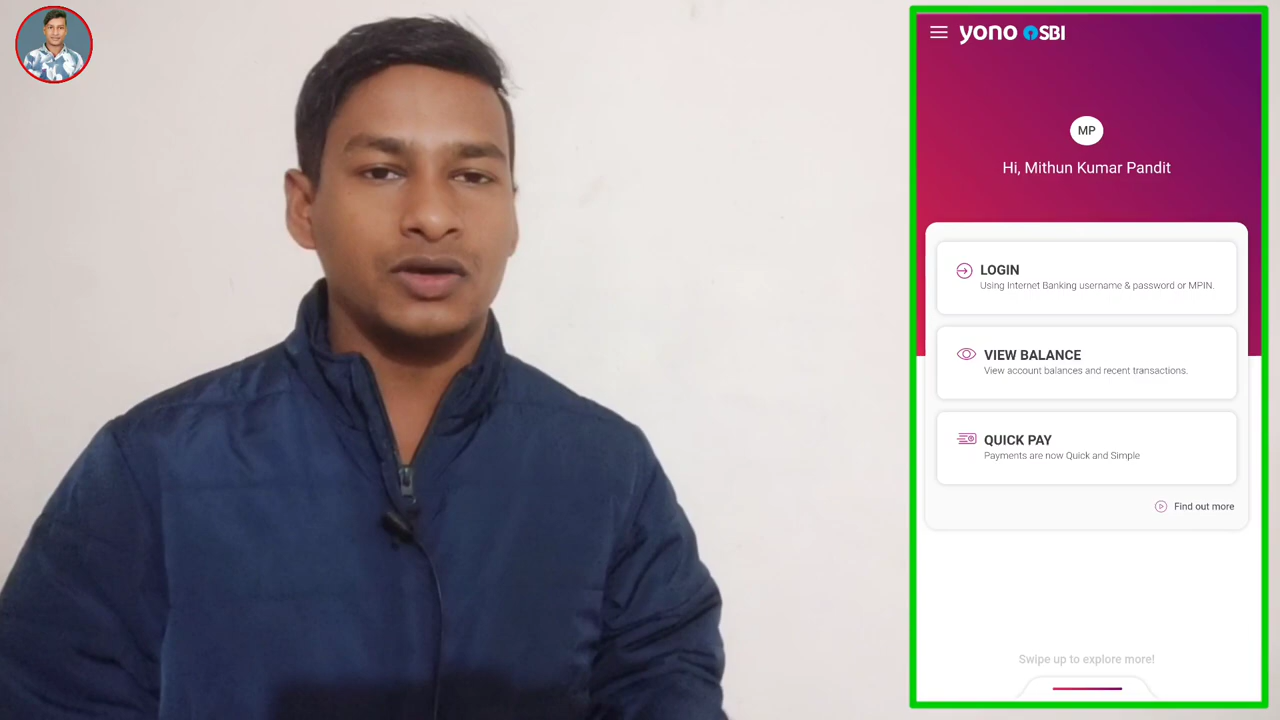 yono SBI
MP
Hi, Mithun Kumar Pandit
LOGIN
Using Internet Banking username & password or MPIN.
VIEW BALANCE
View account balances and recent transactions.
QUICK PAY
Payments are now Quick and Simple
Find out more
Swipe up to explore more!